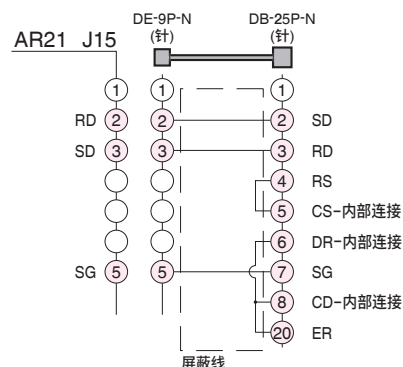 DE-9P-N DB-25P-N
(针) (针)
AR21 J15
1 1 1
RD 2 2 2 SD
SD 3 3 3 RD
4 RS
5 CS-内部连接
6 DR-内部连接
SG 5 5 7 SG
8 CD-内部连接
20 ER
屏蔽线